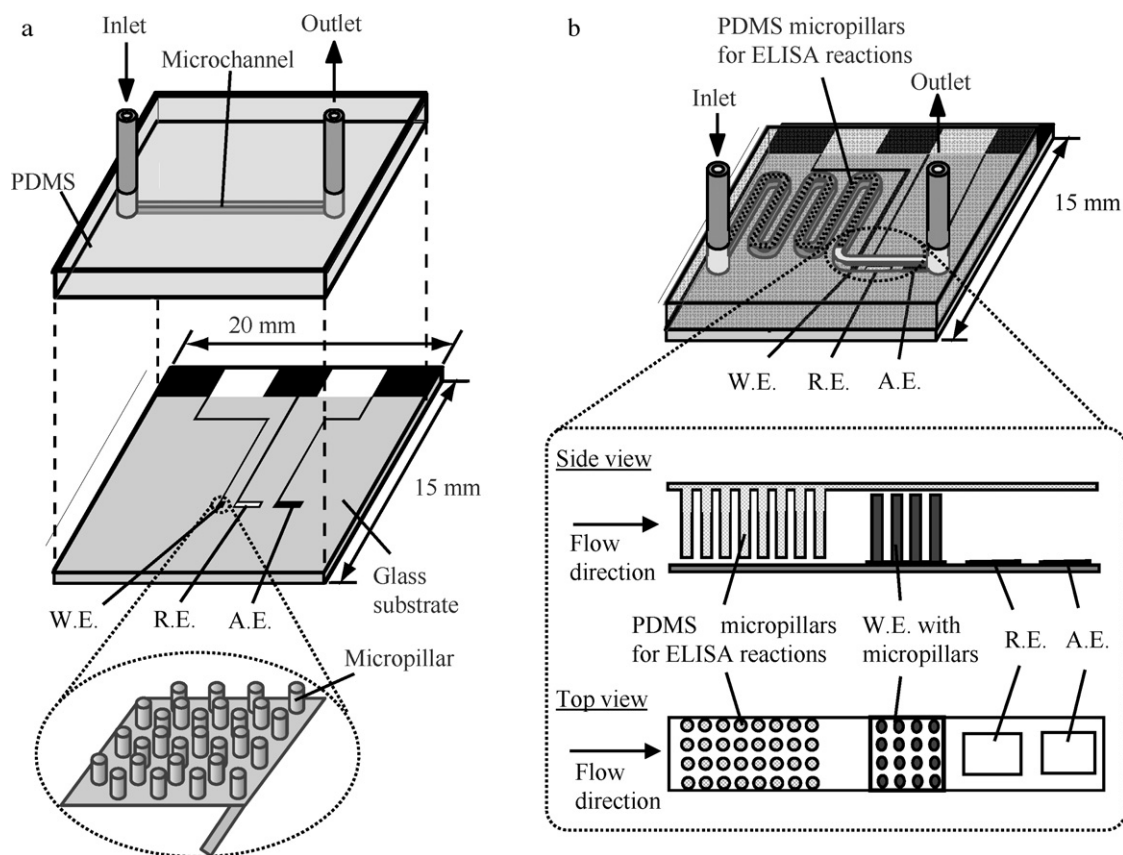 a
Inlet
Outlet
Microchannel
PDMS
20 mm
15 mm
Glass
substrate
W.E.
R.E.
A.E.
Micropillar
b
PDMS micropillars
for ELISA reactions
Outlet
Inlet
15 mm
W.E.
R.E.
A.E.
Side view
Flow
direction
PDMS micropillars
for ELISA reactions
W.E. with
micropillars
R.E.
A.E.
Top view
Flow
direction